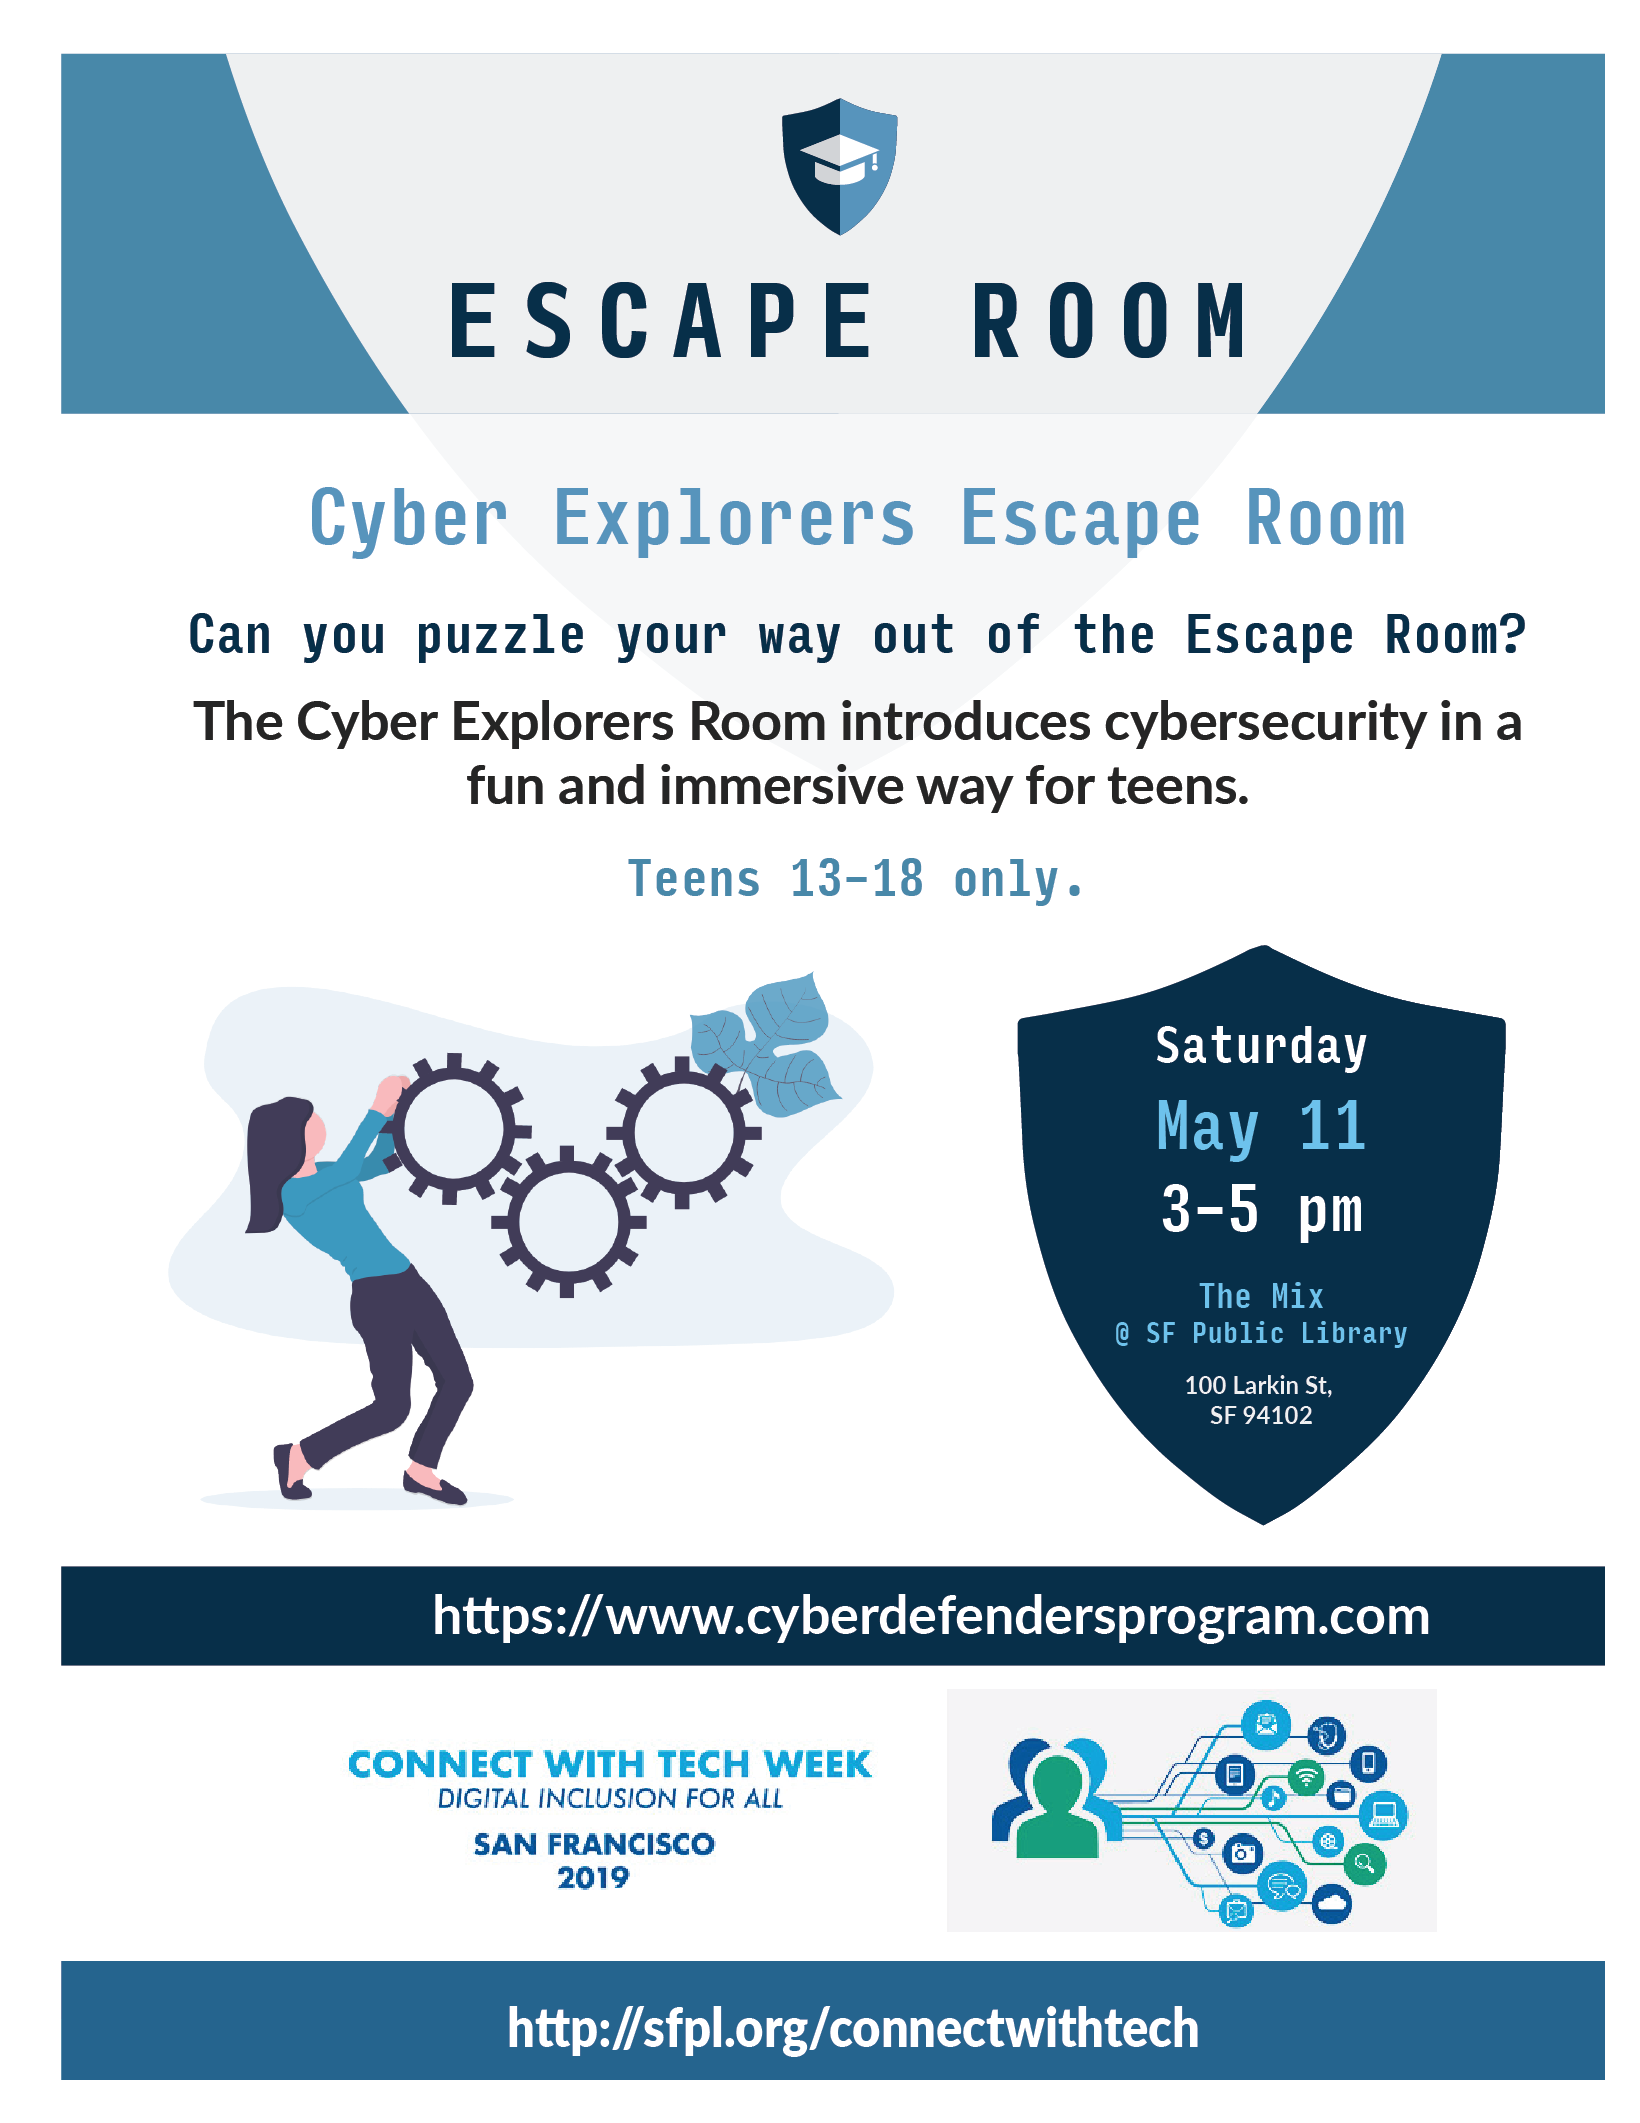 ESCAPE ROOM
Cyber Explorers Escape Room
Can you puzzle your way out of the Escape Room?
The Cyber Explorers Room introduces cybersecurity in a
fun and immersive way for teens.
Teens 13-18 only.
Saturday
May 11
3-5 pm
The Mix
@ SF Public Library
100 Larkin St,
SF 94102
https://www.cyberdefendersprogram.com
CONNECT WITH TECH WEEK
DIGITAL INCLUSION FOR ALL
SAN FRANCISCO
2019
$
http://sfpl.org/connectwithtech